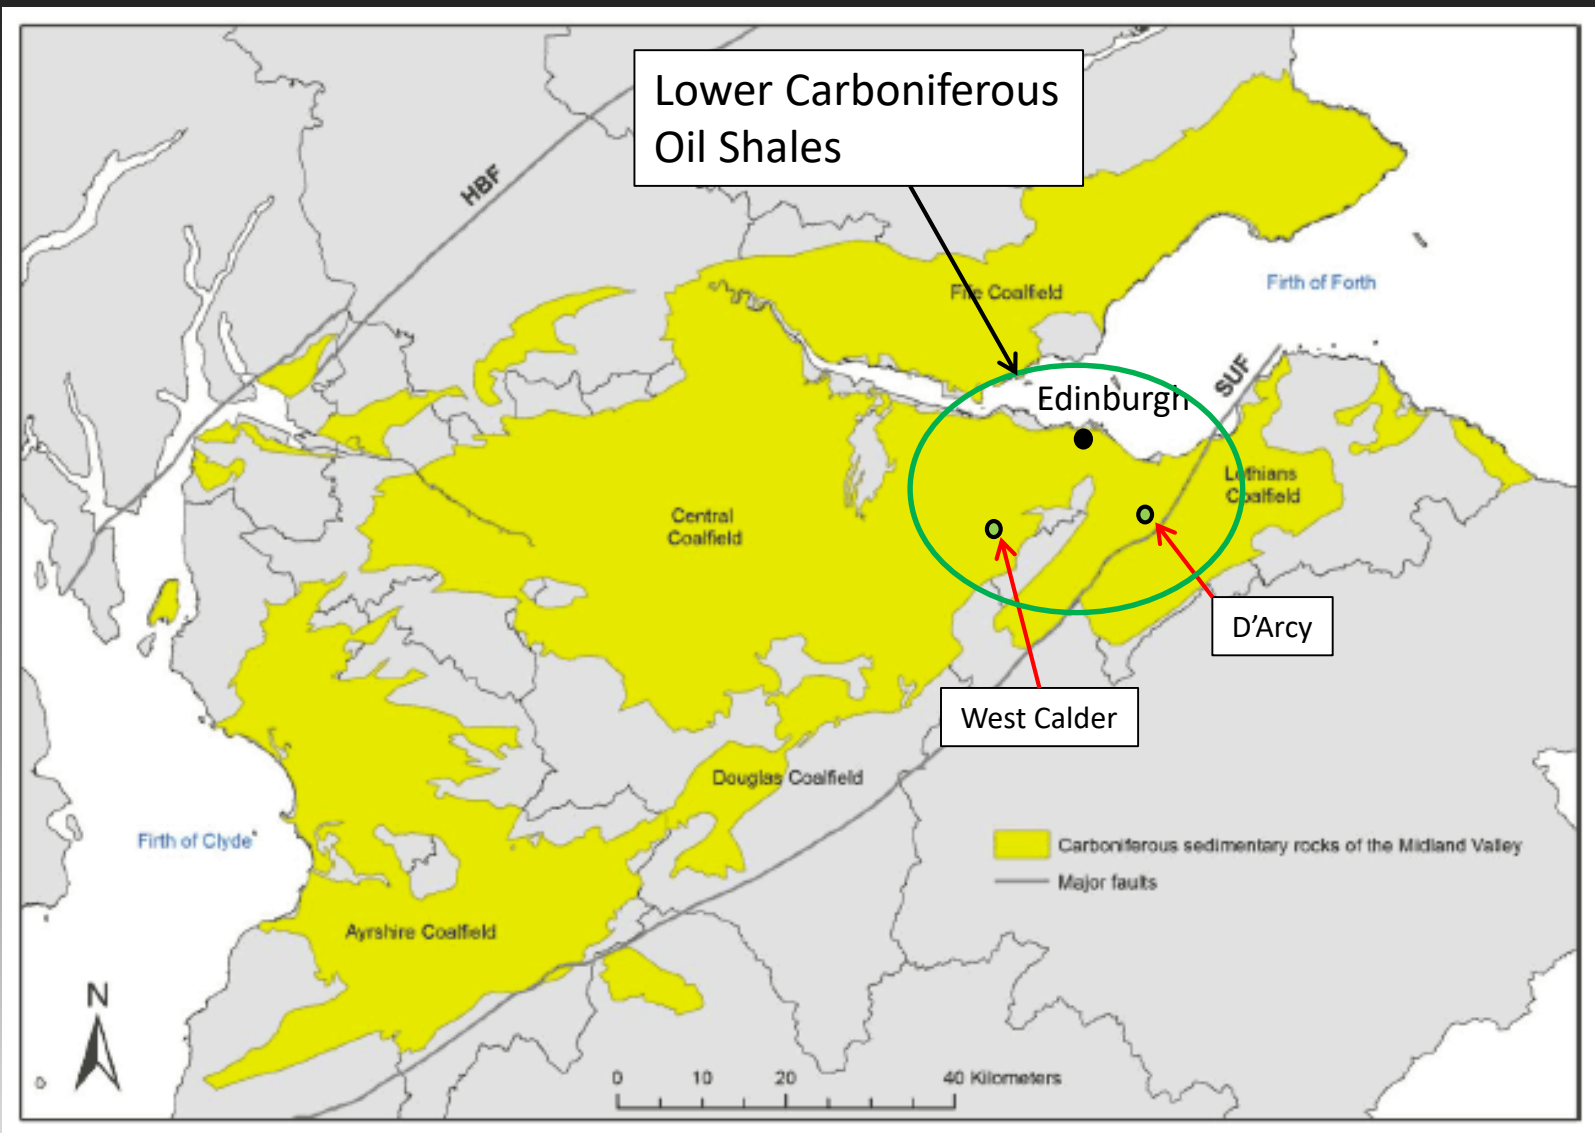 Lower Carboniferous
Oil Shales
HBF
Firth of Forth
Fife Coalfield
SUF
Edinburgh
Lothians
Coalfield
Central
Coalfield
D’Arcy
West Calder
Douglas Coalfield
Firth of Clyde
Carboniferous sedimentary rocks of the Midland Valley
Major faults
Ayrshire Coalfield
N
0 10 20 40 Kilometers